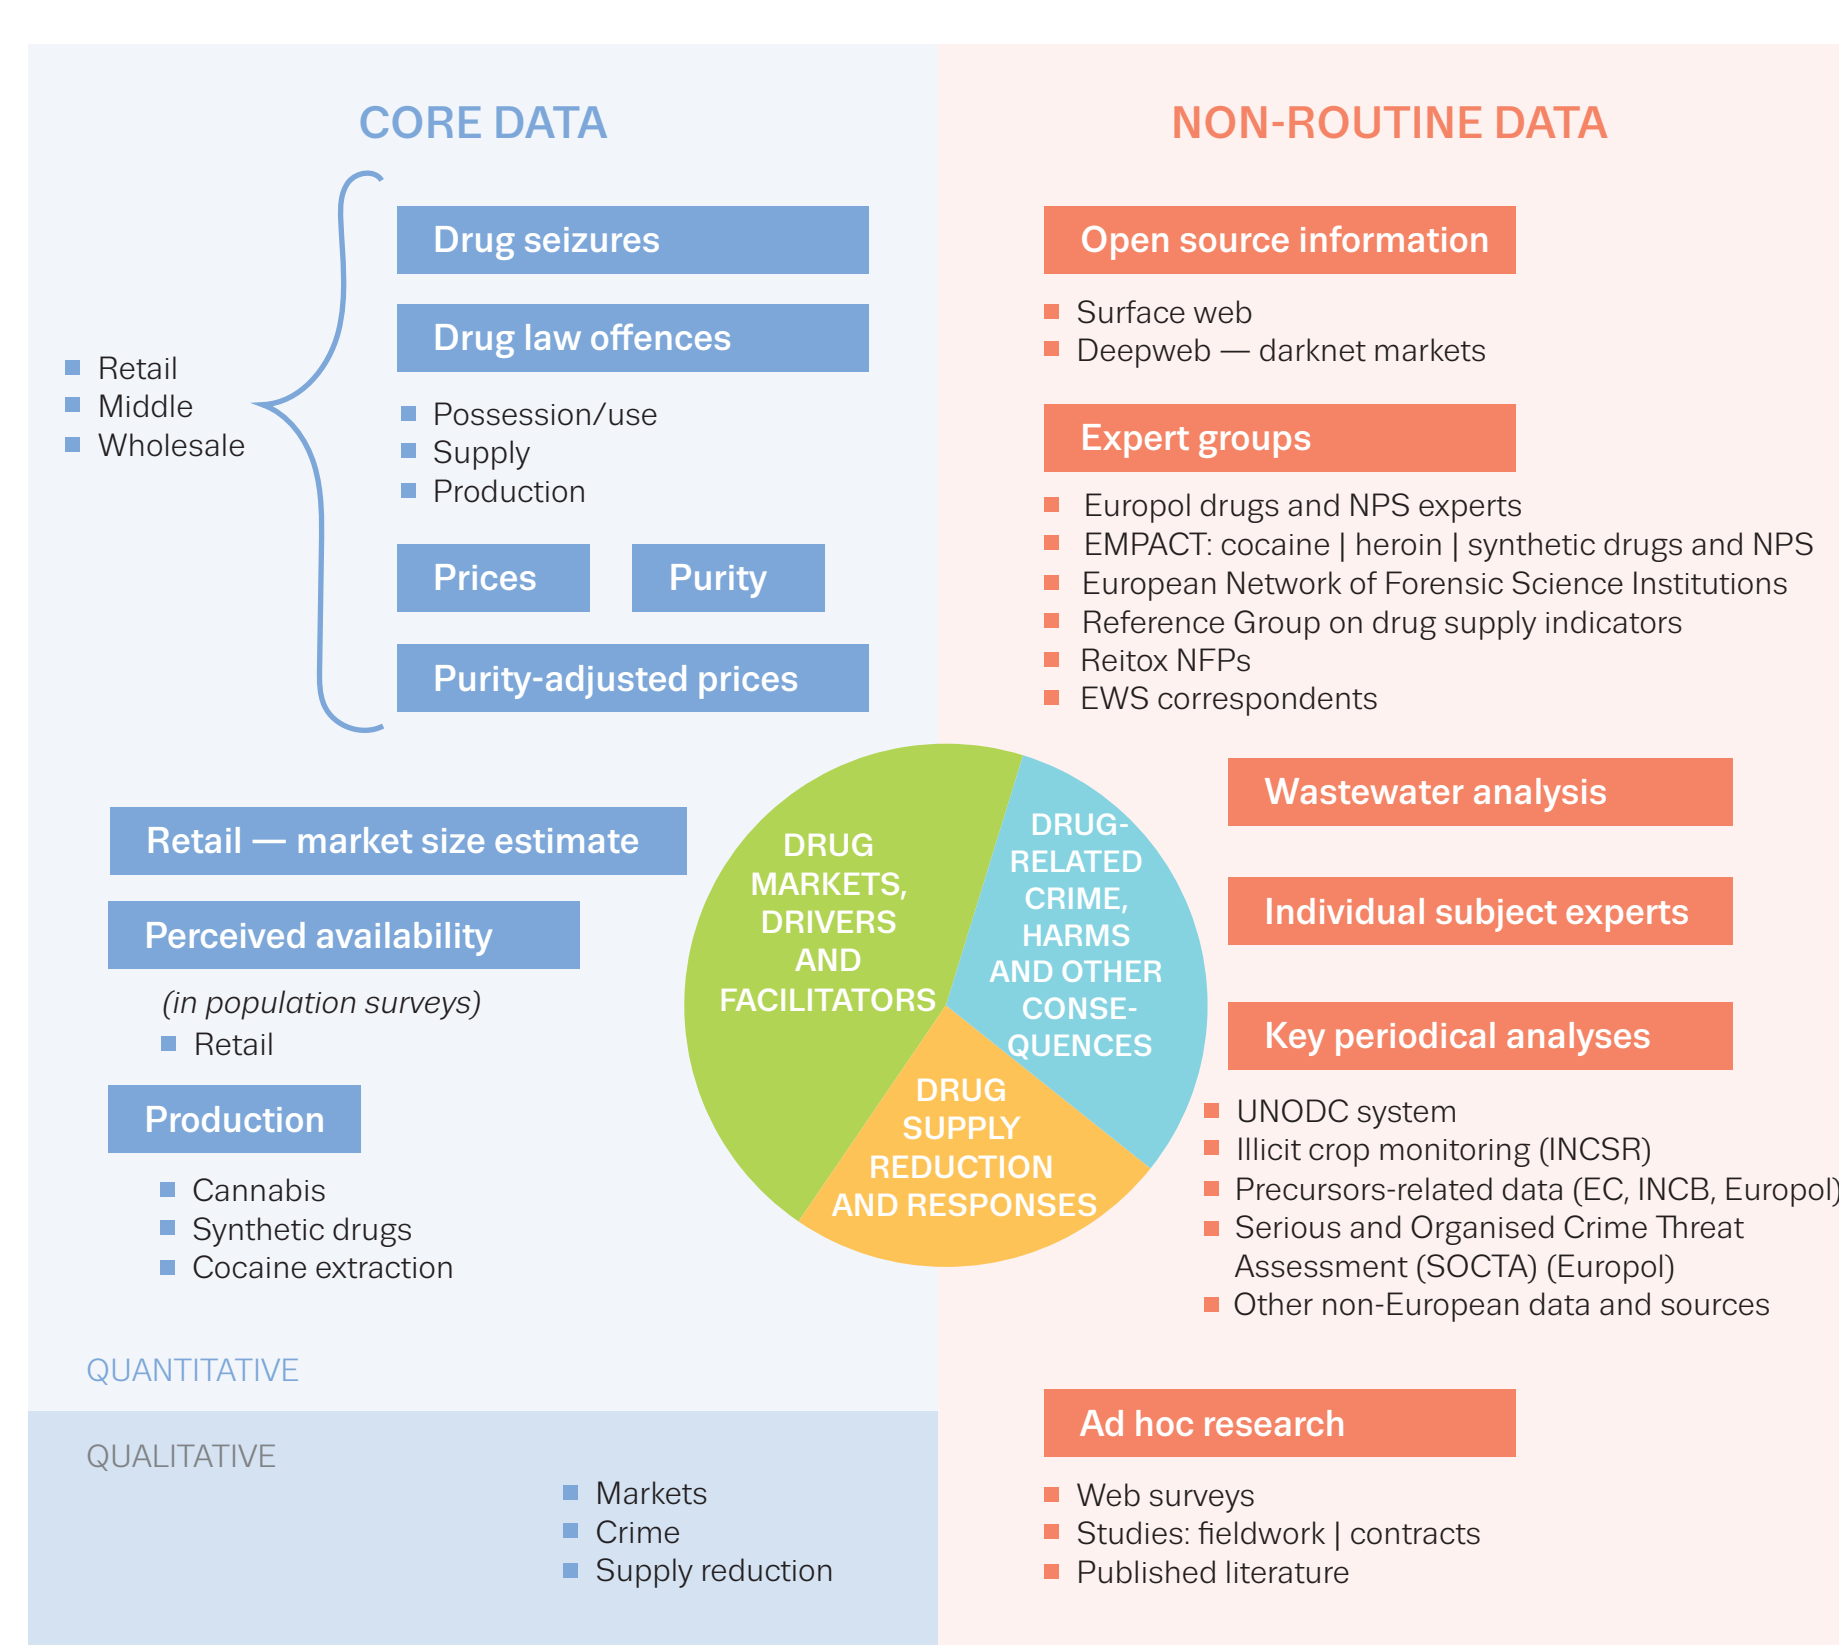 CORE DATA
Drug seizures
Drug law offences
Retail
Middle
Wholesale
Possession/use
Supply
Production
Prices
Purity
Purity-adjusted prices
Retail — market size estimate
Perceived availability
(in population surveys)
Retail
Production
Cannabis
Synthetic drugs
Cocaine extraction
QUANTITATIVE
QUALITATIVE
Markets
Crime
Supply reduction
DRUG
MARKETS,
DRIVERS
AND
FACILITATORS
DRUG-
RELATED
CRIME,
HARMS
AND OTHER
CONSE-
QUENCES
DRUG
SUPPLY
REDUCTION
AND RESPONSES
NON-ROUTINE DATA
Open source information
Surface web
Deepweb — darknet markets
Expert groups
Europol drugs and NPS experts
EMPACT: cocaine | heroin | synthetic drugs and NPS
European Network of Forensic Science Institutions
Reference Group on drug supply indicators
Reitox NFPs
EWS correspondents
Wastewater analysis
Individual subject experts
Key periodical analyses
UNODC system
Illicit crop monitoring (INCSR)
Precursors-related data (EC, INCB, Europol)
Serious and Organised Crime Threat
Assessment (SOCTA) (Europol)
Other non-European data and sources
Ad hoc research
Web surveys
Studies: fieldwork | contracts
Published literature